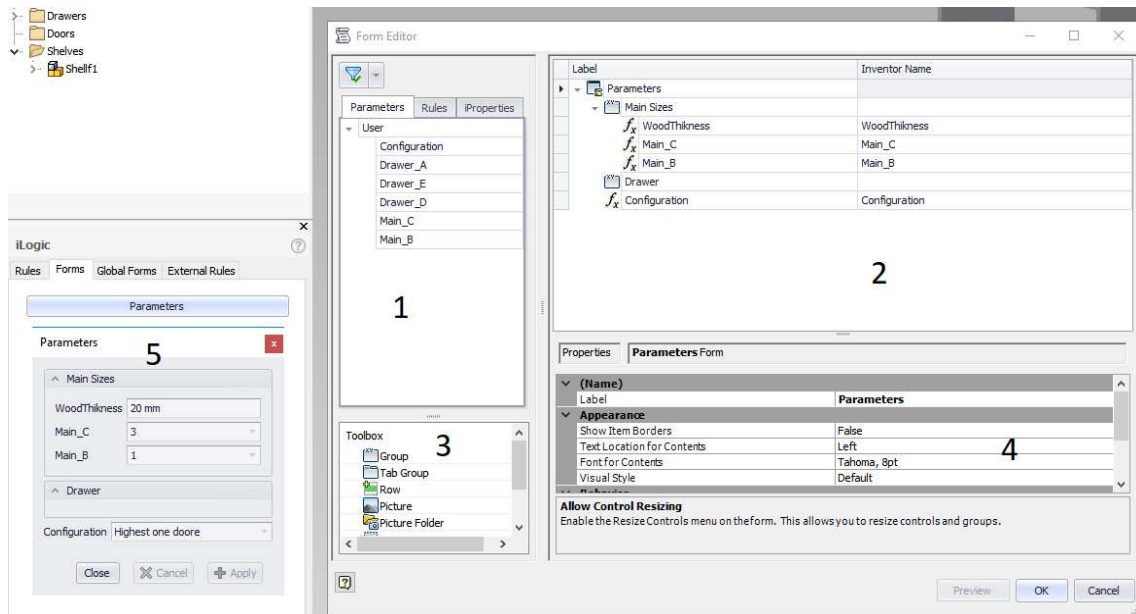 Drawers
Doors
Shelves
Shellf1
iLogic
Rules Forms Global Forms External Rules
Parameters
Parameters
5
Main Sizes
WoodThikness 20 mm
Main_C 3
Main_B 1
Drawer
Configuration Highest one doore
Close Cancel Apply
Form Editor
Parameters Rules iProperties
User
Configuration
Drawer_A
Drawer_E
Drawer_D
Main_C
Main_B
1
Toolbox
3
Group
Tab Group
Row
Picture
Picture Folder
Label Inventor Name
Parameters
Main Sizes
fx WoodThikness WoodThikness
fx Main_C Main_C
fx Main_B Main_B
Drawer
fx Configuration Configuration
2
Properties Parameters Form
(Name)
Label Parameters
Appearance
Show Item Borders False
Text Location for Contents Left
4
Font for Contents Tahoma, 8pt
Visual Style Default
Allow Control Resizing
Enable the Resize Controls menu on the form. This allows you to resize controls and groups.
Preview OK Cancel